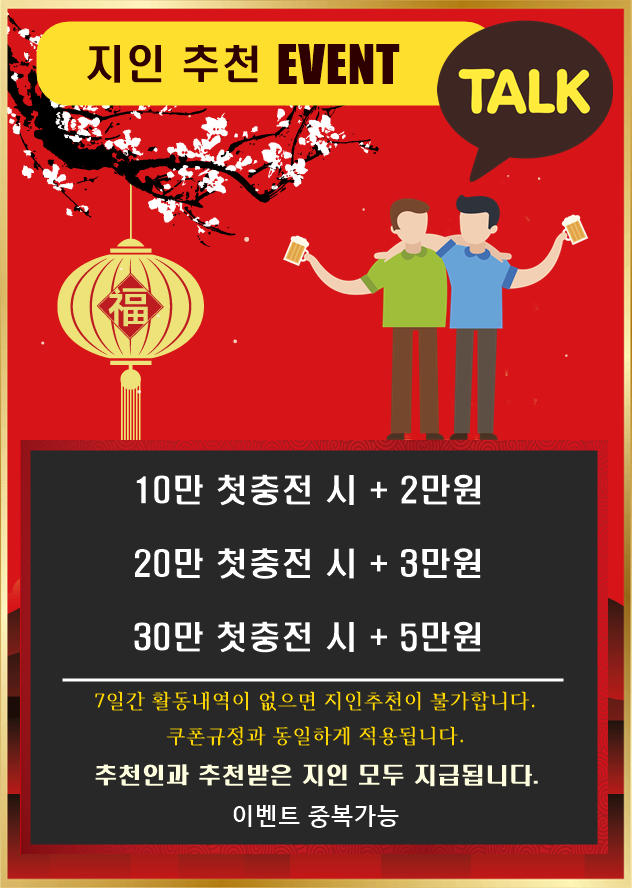 지인 추천 EVENT
TALK
福
10만 첫충전 시 + 2만원
20만 첫충전 시 + 3만원
30만 첫충전 시 + 5만원
7일간 활동내역이 없으면 지인추천이 불가합니다.
쿠폰규정과 동일하게 적용됩니다.
추천인과 추천받은 지인 모두 지급됩니다.
이벤트 중복가능